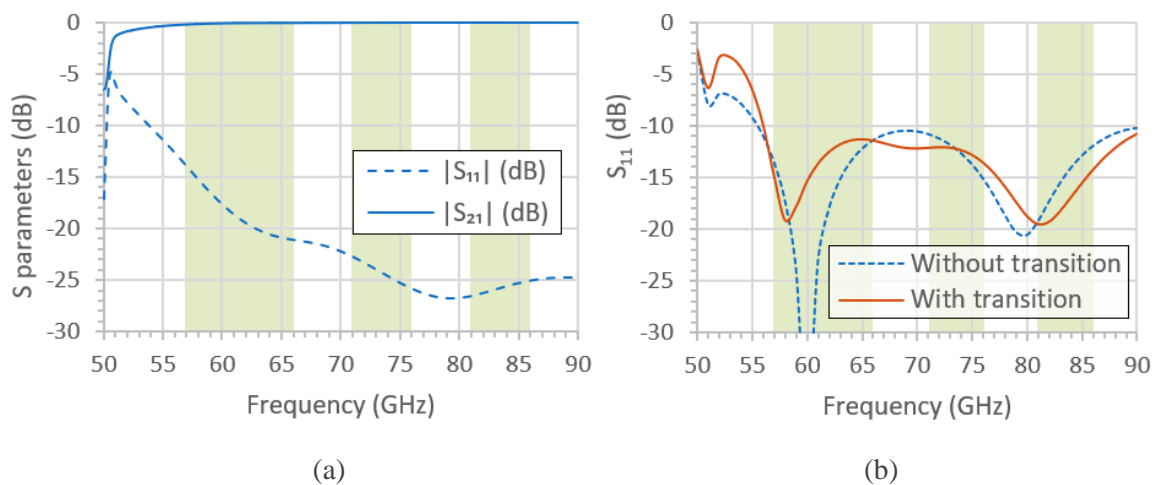 0
-5
-10
-15
-20
-25
-30
S parameters (dB)
|S₁₁| (dB)
|S₂₁| (dB)
50 55 60 65 70 75 80 85 90
Frequency (GHz)
(a)
0
-5
-10
-15
-20
-25
-30
S₁₁ (dB)
Without transition
With transition
50 55 60 65 70 75 80 85 90
Frequency (GHz)
(b)